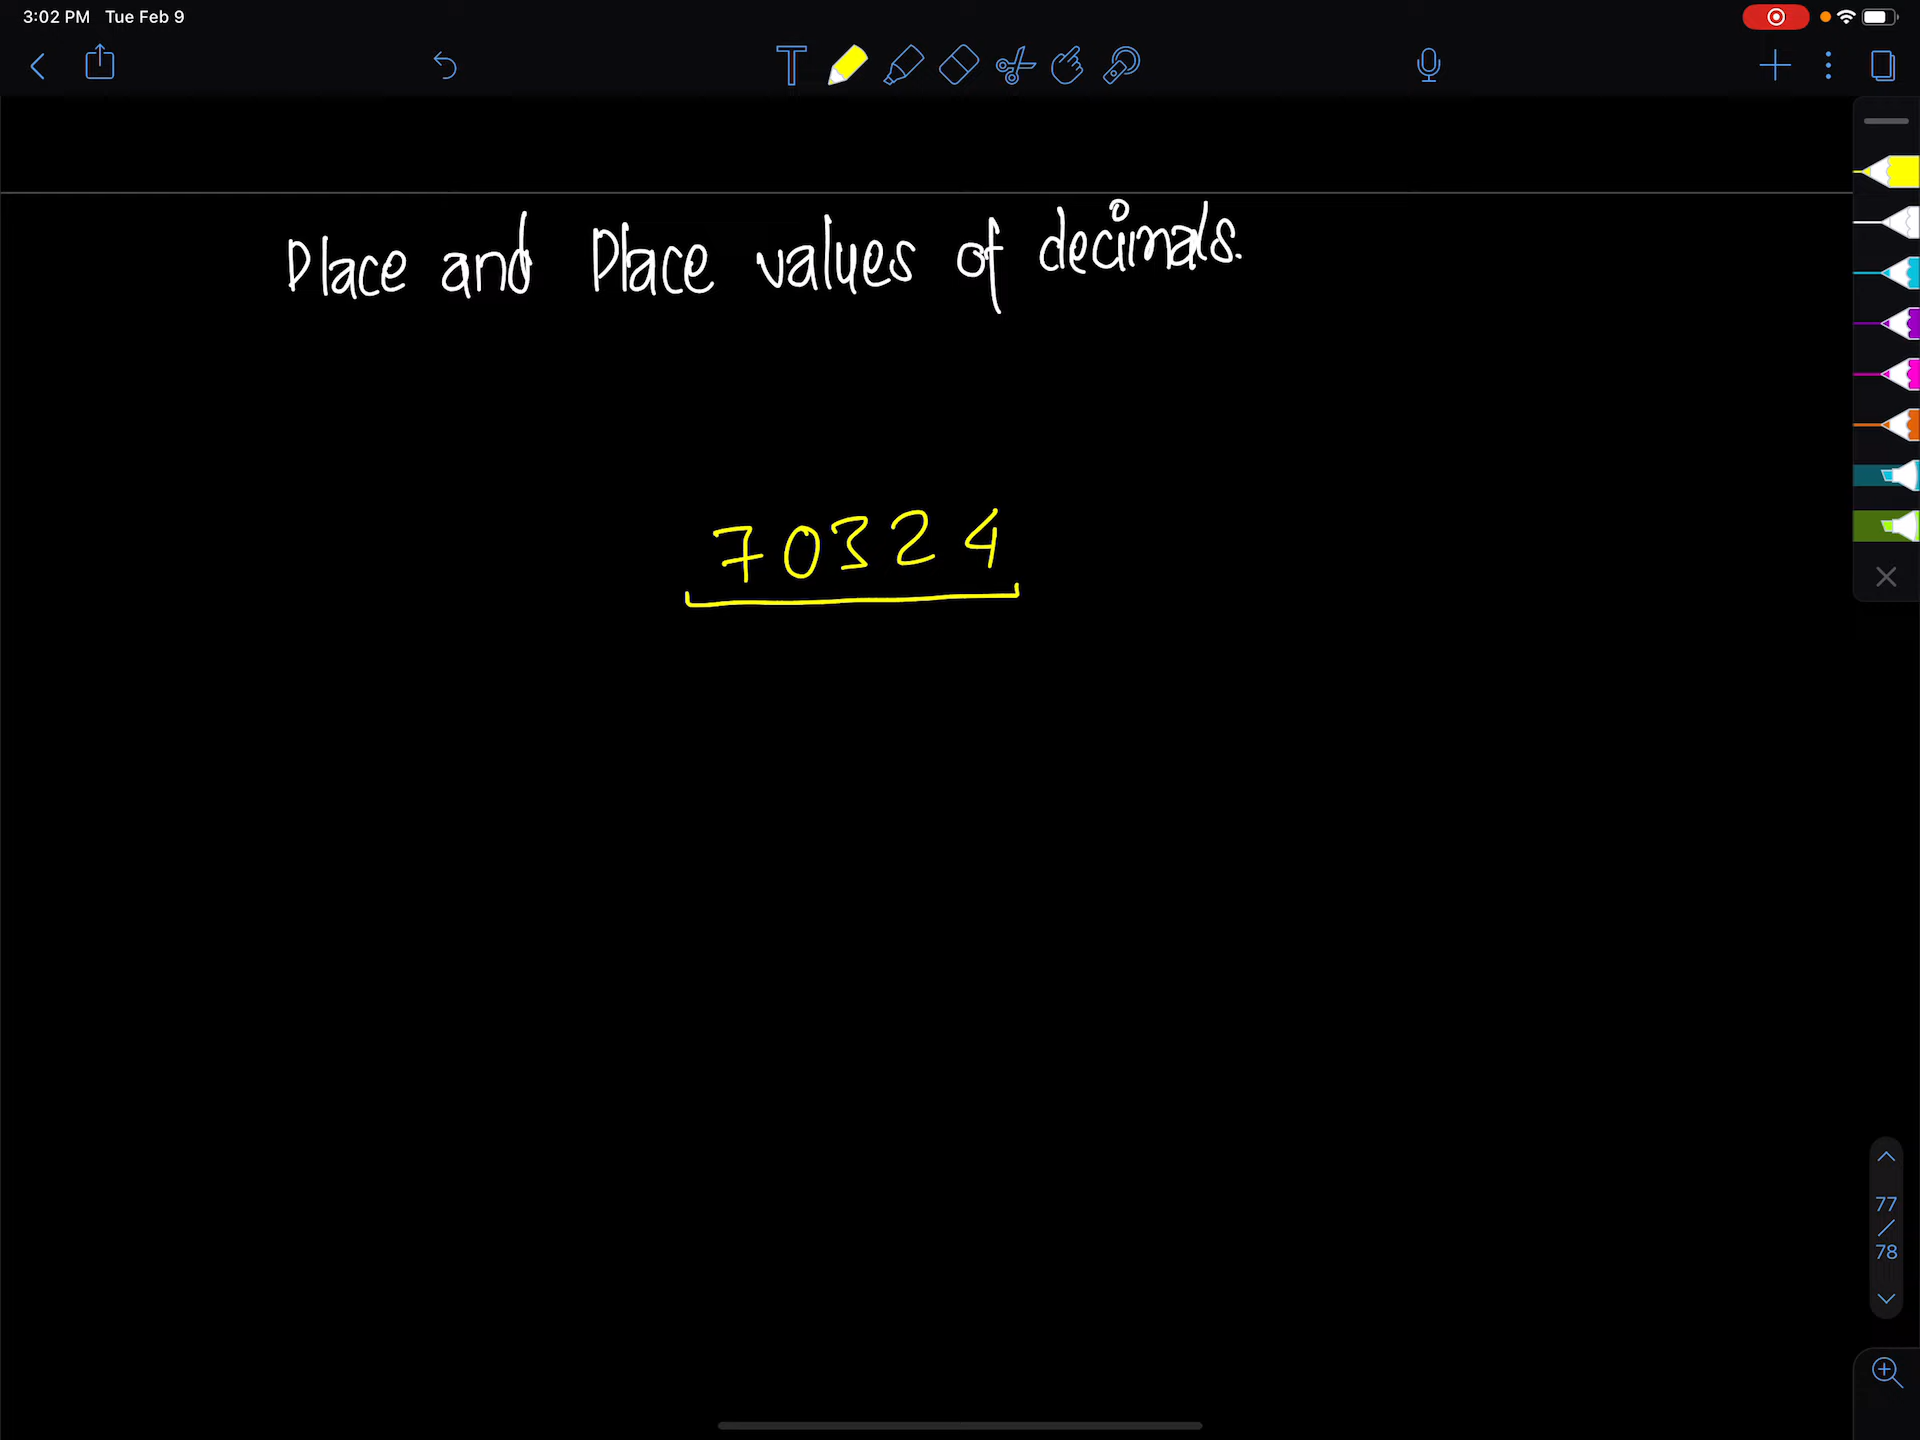 3:02 PM Tue Feb 9
T
Place and Place values of decimals.
70324
77
/
78